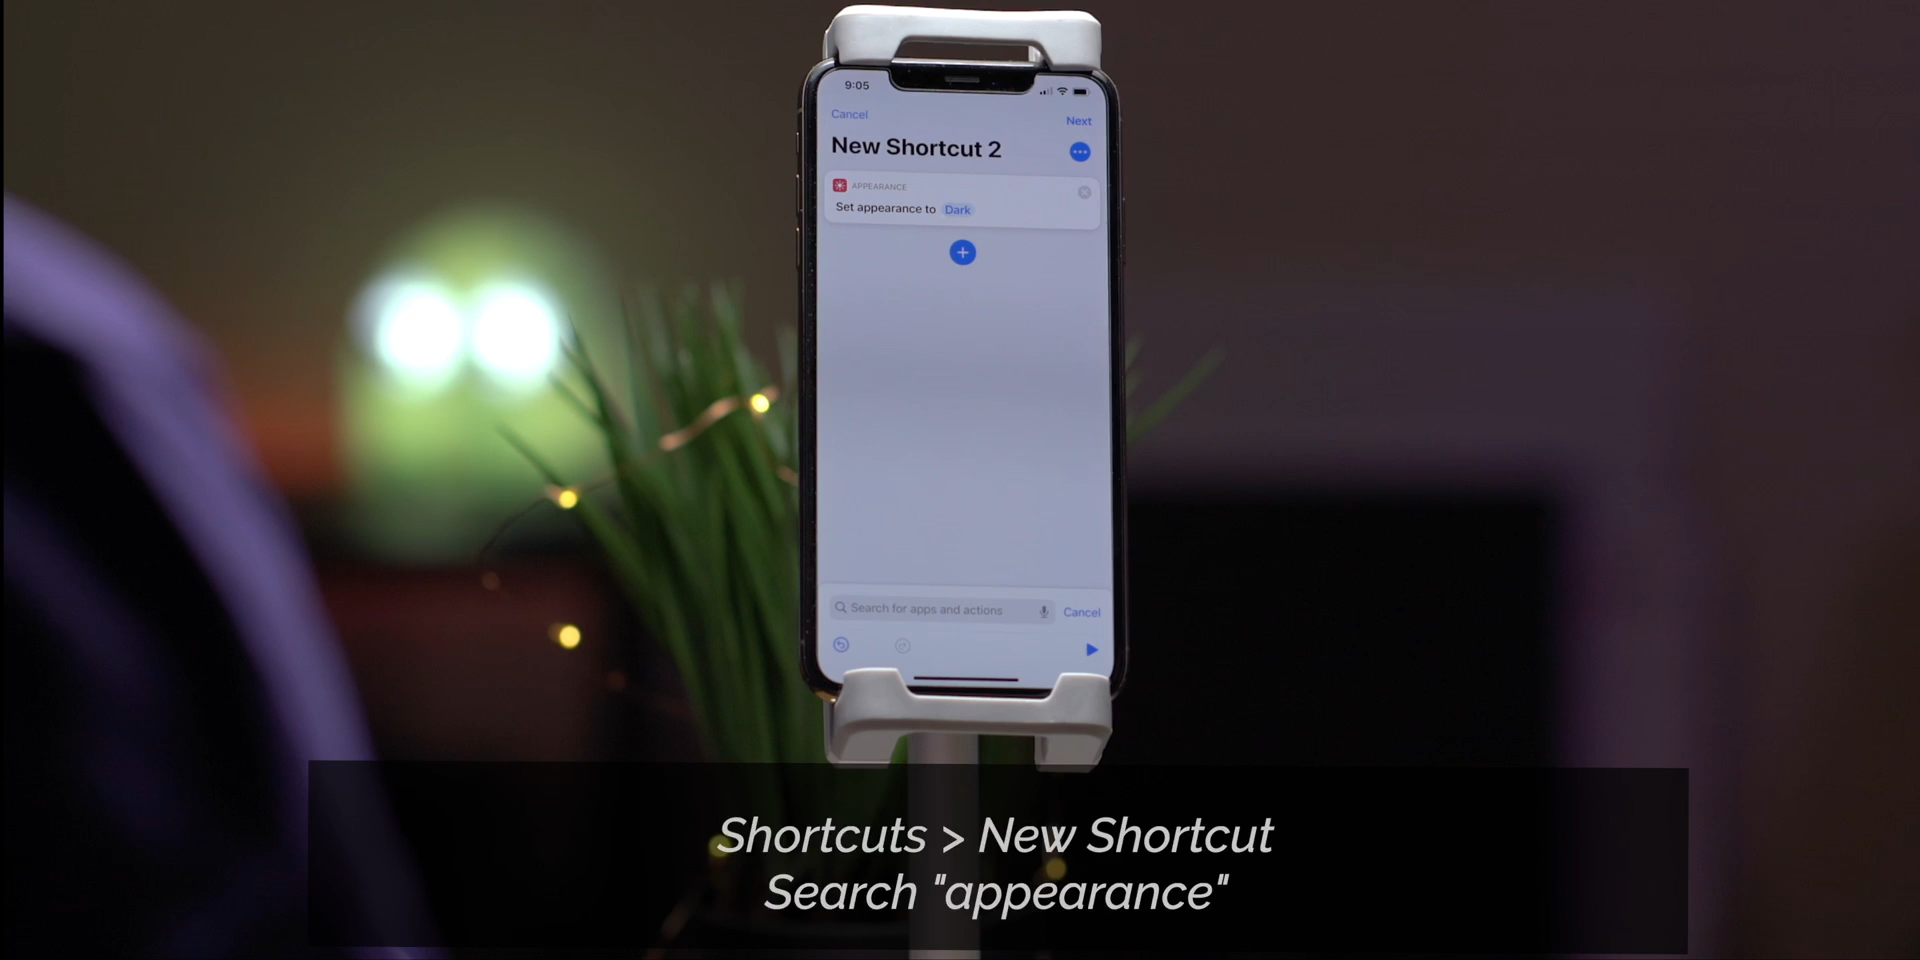 9:05
Cancel
Next
New Shortcut 2
APPEARANCE
Set appearance to Dark
Search for apps and actions
Cancel
Shortcuts > New Shortcut
Search "appearance"